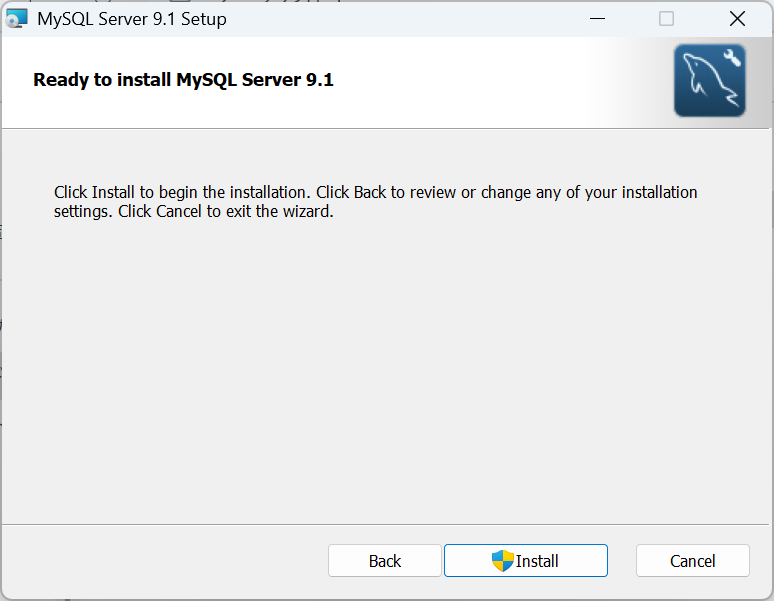 MySQL Server 9.1 Setup
Ready to install MySQL Server 9.1
Click Install to begin the installation. Click Back to review or change any of your installation
settings. Click Cancel to exit the wizard.
Back
Install
Cancel